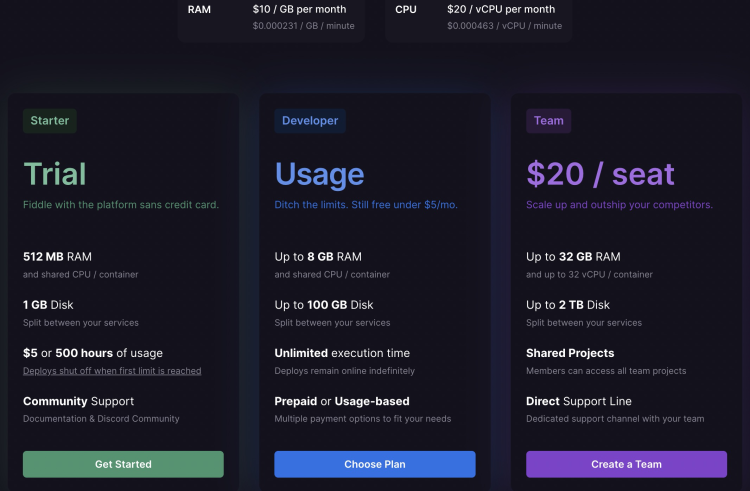 RAM
$10 / GB per month
$0.000231 / GB / minute
CPU
$20 / vCPU per month
$0.000463 / vCPU / minute
Starter
Trial
Fiddle with the platform sans credit card.
512 MB RAM
and shared CPU / container
1 GB Disk
Split between your services
$5 or 500 hours of usage
Deploys shut off when first limit is reached
Community Support
Documentation & Discord Community
Get Started
Developer
Usage
Ditch the limits. Still free under $5/mo.
Up to 8 GB RAM
and shared CPU / container
Up to 100 GB Disk
Split between your services
Unlimited execution time
Deploys remain online indefinitely
Prepaid or Usage-based
Multiple payment options to fit your needs
Choose Plan
Team
$20 / seat
Scale up and outship your competitors.
Up to 32 GB RAM
and up to 32 vCPU / container
Up to 2 TB Disk
Split between your services
Shared Projects
Members can access all team projects
Direct Support Line
Dedicated support channel with your team
Create a Team